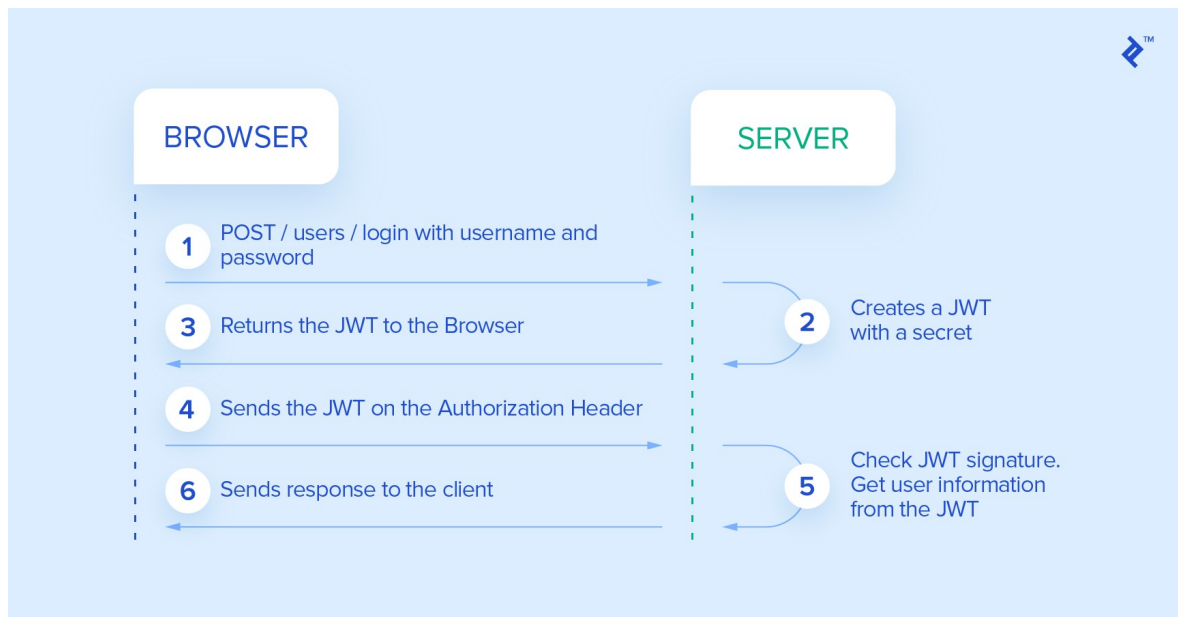 BROWSER
SERVER
™
1
POST / users / login with username and
password
2
Creates a JWT
with a secret
3
Returns the JWT to the Browser
4
Sends the JWT on the Authorization Header
5
Check JWT signature.
Get user information
from the JWT
6
Sends response to the client